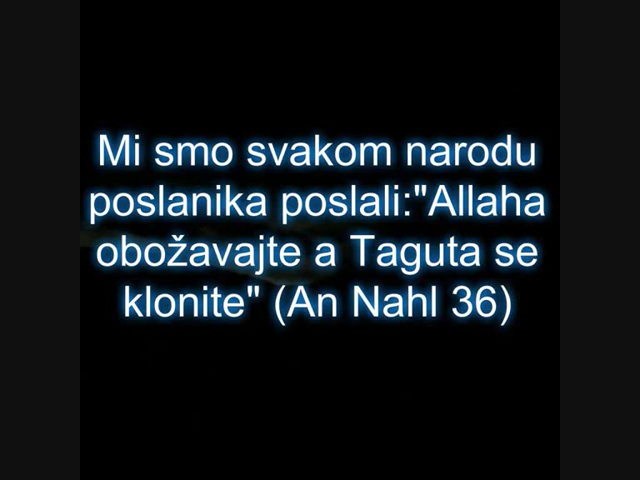 Mi smo svakom narodu
poslanika poslali:"Allaha
obožavajte a Taguta se
klonite" (An Nahl 36)